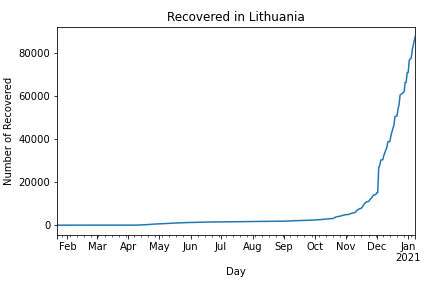 Recovered in Lithuania
Number of Recovered
80000
60000
40000
20000
0
Feb Mar Apr May Jun Jul Aug Sep Oct Nov Dec Jan
2021
Day